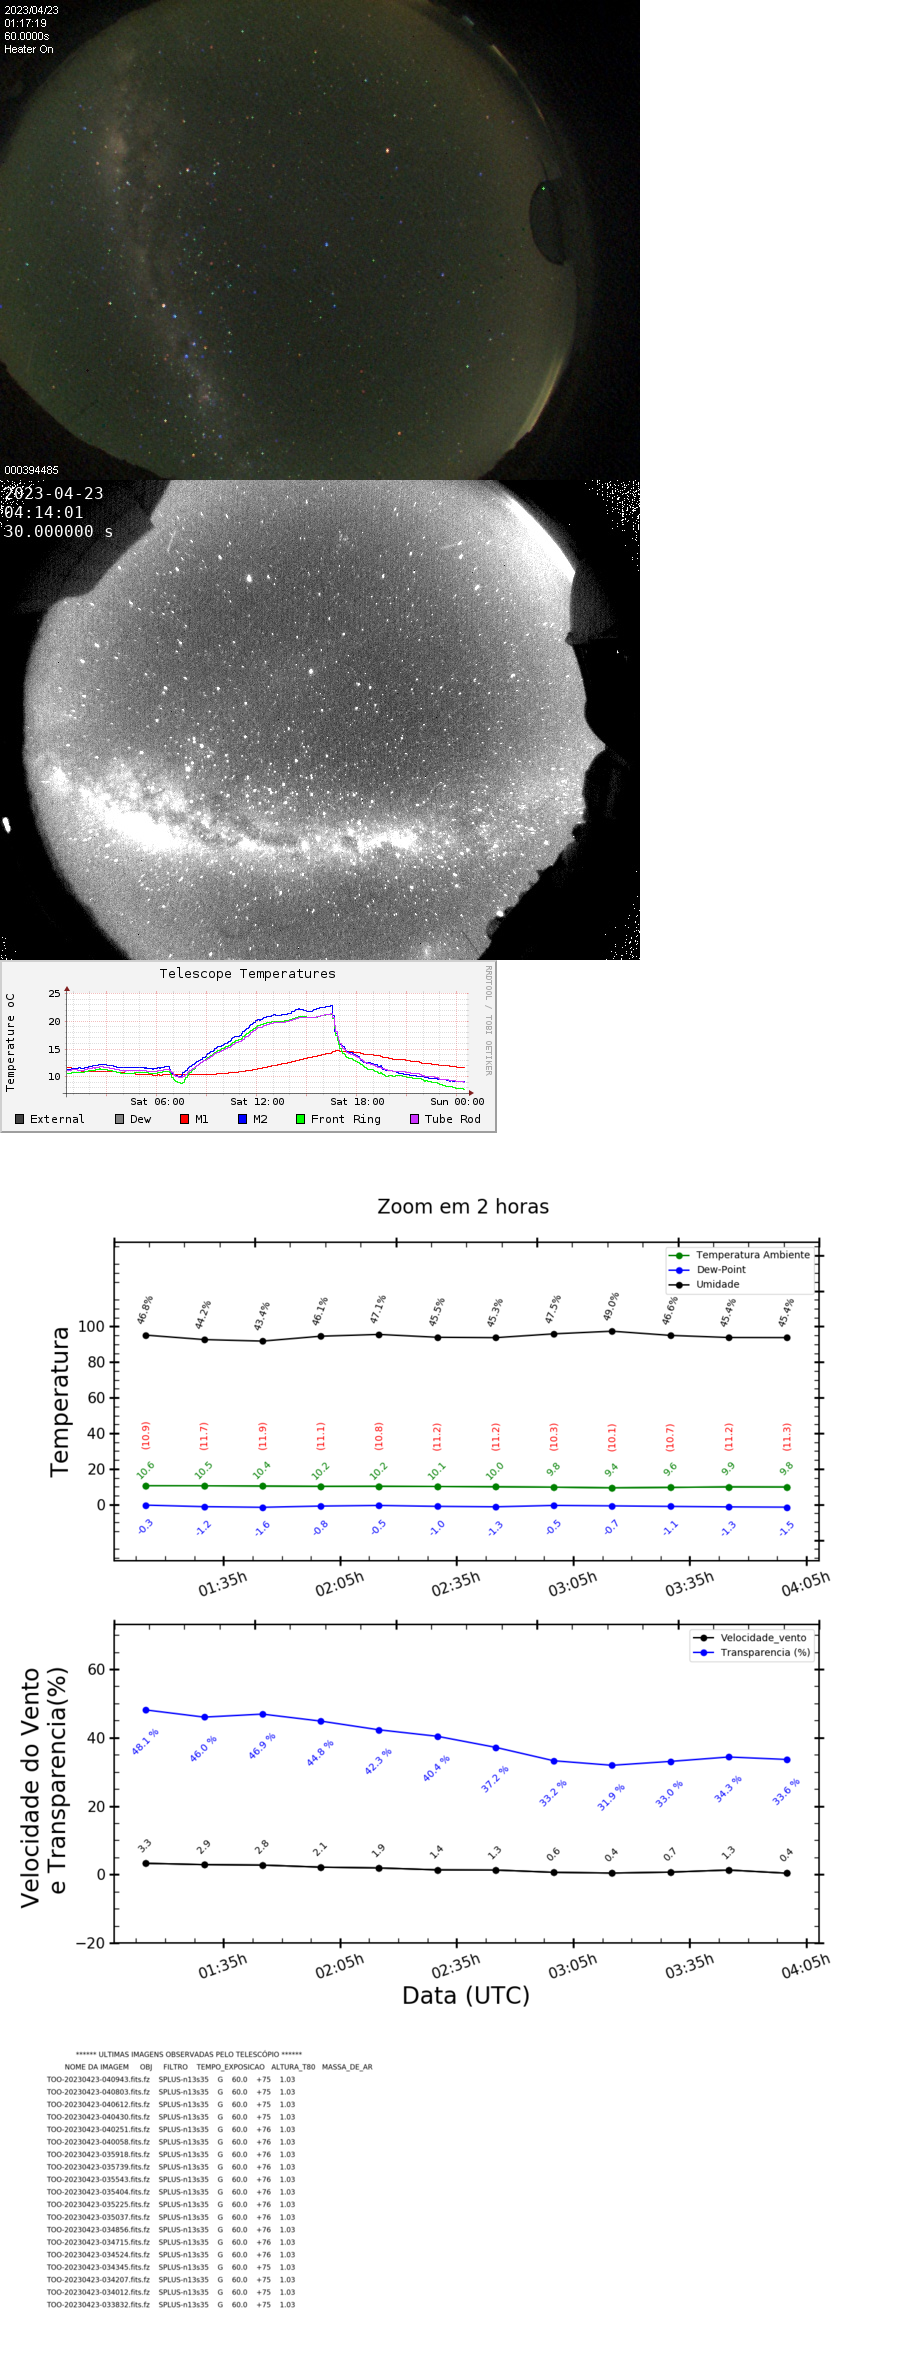 2023/04/23
01:17:19
60.0000s
Heater On
000394485
2023-04-23
04:14:01
30.000000 s
Telescope Temperatures
RRDTOOL / TOBI OETIKER
Temperature oC
25
20
15
10
Sat 06:00 Sat 12:00 Sat 18:00 Sun 00:00
External Dew M1 M2 Front Ring Tube Rod
Zoom em 2 horas
Temperatura Ambiente
Dew-Point
Umidade
Temperatura
100
80
60
40
20
0
46.8% 44.2% 43.4% 46.1% 47.1% 45.5% 45.3% 47.5% 49.0% 46.6% 45.4% 45.4%
(10.9) (11.7) (11.9) (11.1) (10.8) (11.2) (11.2) (10.3) (10.1) (10.7) (11.2) (11.3)
10.6 10.5 10.4 10.2 10.2 10.1 10.0 9.8 9.4 9.6 9.9 9.8
-0.3 -1.2 -1.6 -0.8 -0.5 -1.0 -1.3 -0.5 -0.7 -1.1 -1.3 -1.5
01:35h 02:05h 02:35h 03:05h 03:35h 04:05h
Velocidade_vento
Transparencia (%)
Velocidade do Vento
e Transparencia(%)
60
40
20
0
−20
48.1 % 46.0 % 46.9 % 44.8 % 42.3 % 40.4 % 37.2 % 33.2 % 31.9 % 33.0 % 34.3 % 33.6 %
3.3 2.9 2.8 2.1 1.9 1.4 1.3 0.6 0.4 0.7 1.3 0.4
01:35h 02:05h 02:35h 03:05h 03:35h 04:05h
Data (UTC)
****** ULTIMAS IMAGENS OBSERVADAS PELO TELESCÓPIO ******
NOME DA IMAGEM OBJ FILTRO TEMPO_EXPOSICAO ALTURA_T80 MASSA_DE_AR
TOO-20230423-040943.fits.fz SPLUS-n13s35 G 60.0 +75 1.03
TOO-20230423-040803.fits.fz SPLUS-n13s35 G 60.0 +75 1.03
TOO-20230423-040612.fits.fz SPLUS-n13s35 G 60.0 +75 1.03
TOO-20230423-040430.fits.fz SPLUS-n13s35 G 60.0 +75 1.03
TOO-20230423-040251.fits.fz SPLUS-n13s35 G 60.0 +76 1.03
TOO-20230423-040058.fits.fz SPLUS-n13s35 G 60.0 +76 1.03
TOO-20230423-035918.fits.fz SPLUS-n13s35 G 60.0 +76 1.03
TOO-20230423-035739.fits.fz SPLUS-n13s35 G 60.0 +76 1.03
TOO-20230423-035543.fits.fz SPLUS-n13s35 G 60.0 +76 1.03
TOO-20230423-035404.fits.fz SPLUS-n13s35 G 60.0 +76 1.03
TOO-20230423-035225.fits.fz SPLUS-n13s35 G 60.0 +76 1.03
TOO-20230423-035037.fits.fz SPLUS-n13s35 G 60.0 +76 1.03
TOO-20230423-034856.fits.fz SPLUS-n13s35 G 60.0 +76 1.03
TOO-20230423-034715.fits.fz SPLUS-n13s35 G 60.0 +76 1.03
TOO-20230423-034524.fits.fz SPLUS-n13s35 G 60.0 +76 1.03
TOO-20230423-034345.fits.fz SPLUS-n13s35 G 60.0 +75 1.03
TOO-20230423-034207.fits.fz SPLUS-n13s35 G 60.0 +75 1.03
TOO-20230423-034012.fits.fz SPLUS-n13s35 G 60.0 +75 1.03
TOO-20230423-033832.fits.fz SPLUS-n13s35 G 60.0 +75 1.03